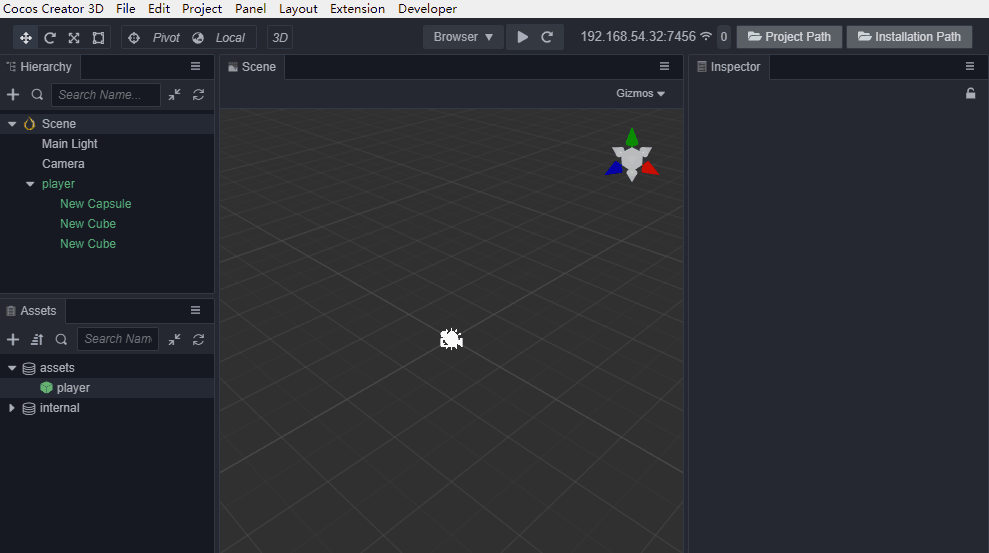 Cocos Creator 3D File Edit Project Panel Layout Extension Developer
Pivot Local 3D Browser 192.168.54.32:7456 0 Project Path Installation Path
Hierarchy
Search Name...
Scene
Main Light
Camera
player
New Capsule
New Cube
New Cube
Assets
Search Nam
assets
player
internal
Scene
Gizmos
Inspector